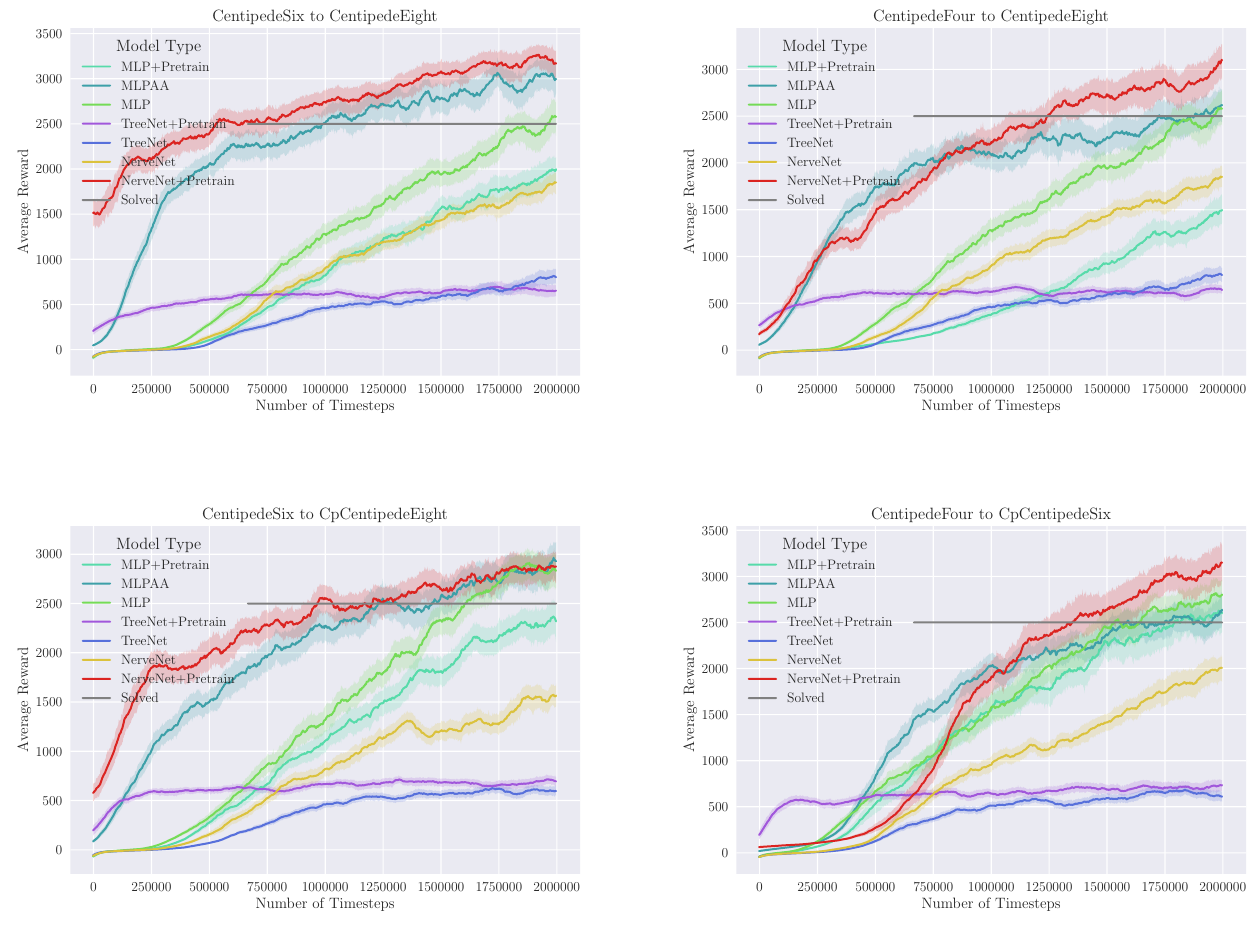 CentipedeSix to CentipedeEight
Average Reward
3500
3000
2500
2000
1500
1000
500
0
Model Type
MLP+Pretrain
MLPAA
MLP
TreeNet+Pretrain
TreeNet
NerveNet
NerveNet+Pretrain
Solved
0 250000 500000 750000 1000000 1250000 1500000 1750000 2000000
Number of Timesteps
CentipedeFour to CentipedeEight
Average Reward
3000
2500
2000
1500
1000
500
0
Model Type
MLP+Pretrain
MLPAA
MLP
TreeNet+Pretrain
TreeNet
NerveNet
NerveNet+Pretrain
Solved
0 250000 500000 750000 1000000 1250000 1500000 1750000 2000000
Number of Timesteps
CentipedeSix to CpCentipedeEight
Average Reward
3000
2500
2000
1500
1000
500
0
Model Type
MLP+Pretrain
MLPAA
MLP
TreeNet+Pretrain
TreeNet
NerveNet
NerveNet+Pretrain
Solved
0 250000 500000 750000 1000000 1250000 1500000 1750000 2000000
Number of Timesteps
CentipedeFour to CpCentipedeSix
Average Reward
3500
3000
2500
2000
1500
1000
500
0
Model Type
MLP+Pretrain
MLPAA
MLP
TreeNet+Pretrain
TreeNet
NerveNet
NerveNet+Pretrain
Solved
0 250000 500000 750000 1000000 1250000 1500000 1750000 2000000
Number of Timesteps